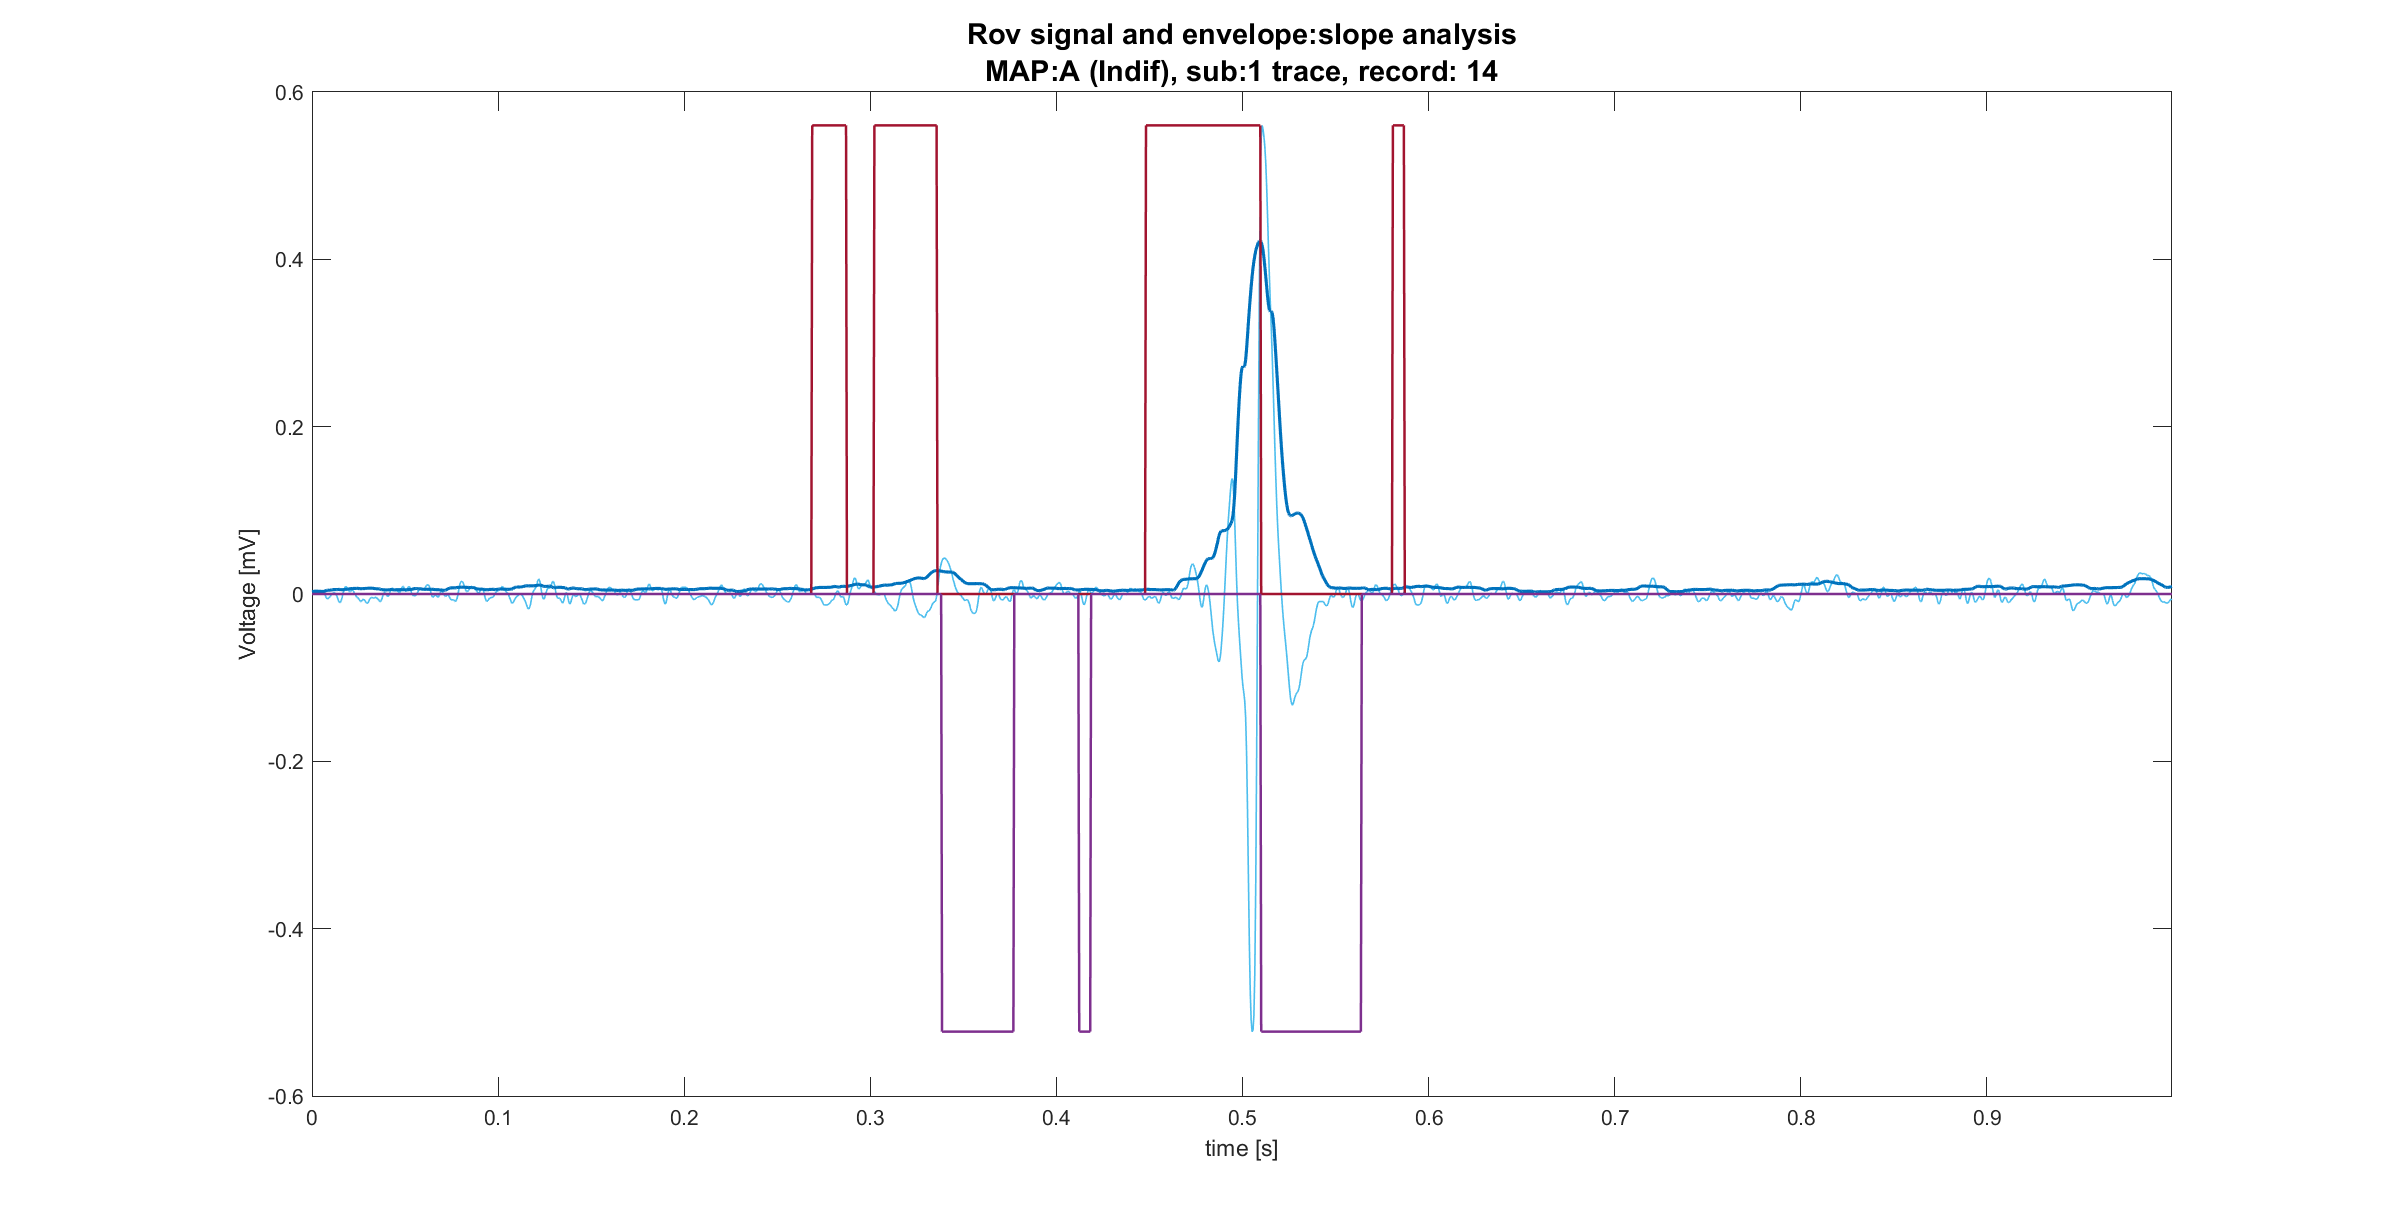 Rov signal and envelope:slope analysis
MAP:A (Indif), sub:1 trace, record: 14
0.6
0.4
0.2
0
-0.2
-0.4
-0.6
Voltage [mV]
0 0.1 0.2 0.3 0.4 0.5 0.6 0.7 0.8 0.9
time [s]